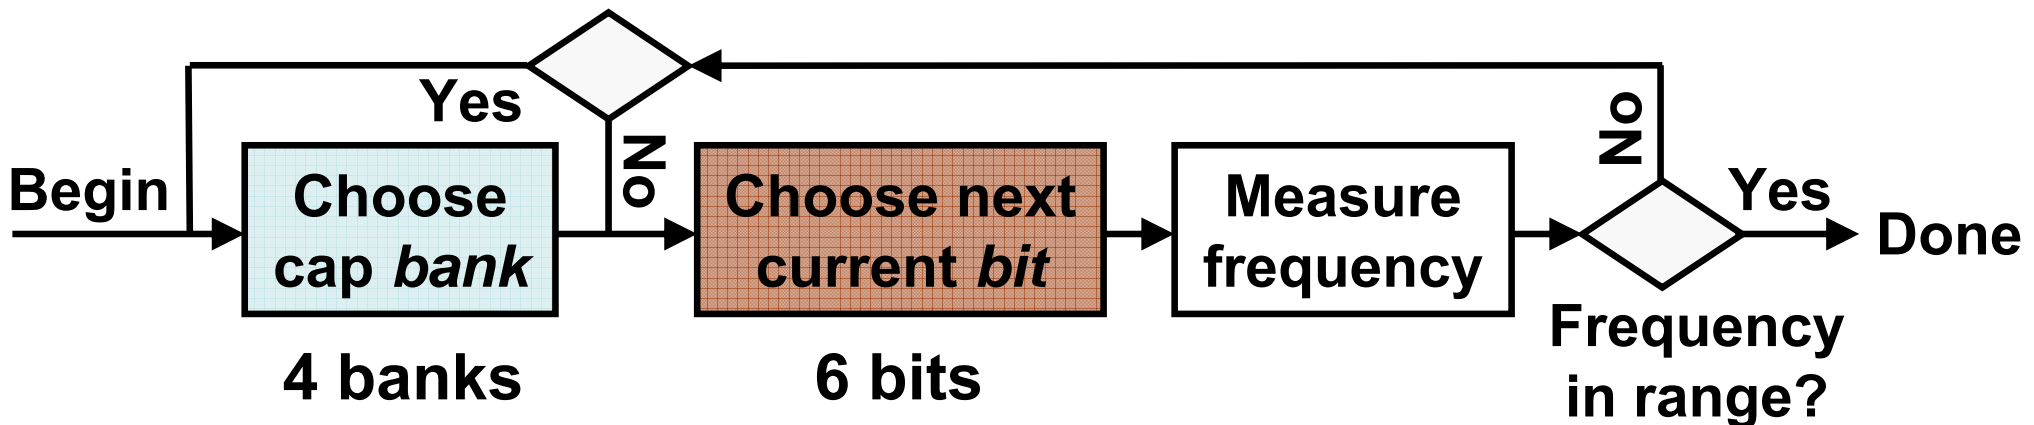 Yes
No
No
Begin
Choose
cap bank
Choose next
current bit
Measure
frequency
Yes
Done
4 banks
6 bits
Frequency
in range?